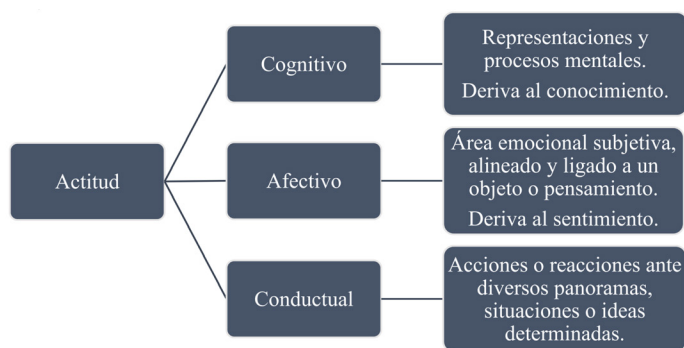 Actitud
Cognitivo
Representaciones y
procesos mentales.
Deriva al conocimiento.
Afectivo
Área emocional subjetiva,
alineado y ligado a un
objeto o pensamiento.
Deriva al sentimiento.
Conductual
Acciones o reacciones ante
diversos panoramas,
situaciones o ideas
determinadas.